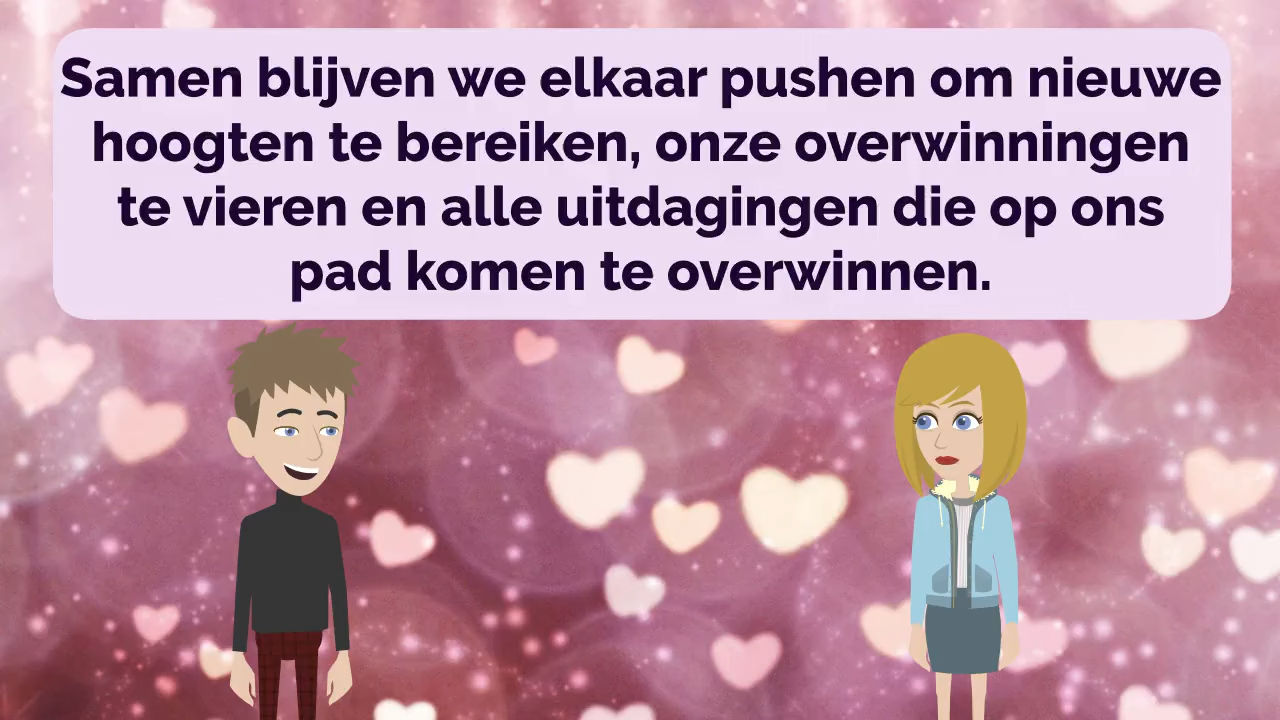 Samen blijven we elkaar pushen om nieuwe
hoogten te bereiken, onze overwinningen
te vieren en alle uitdagingen die op ons
pad komen te overwinnen.